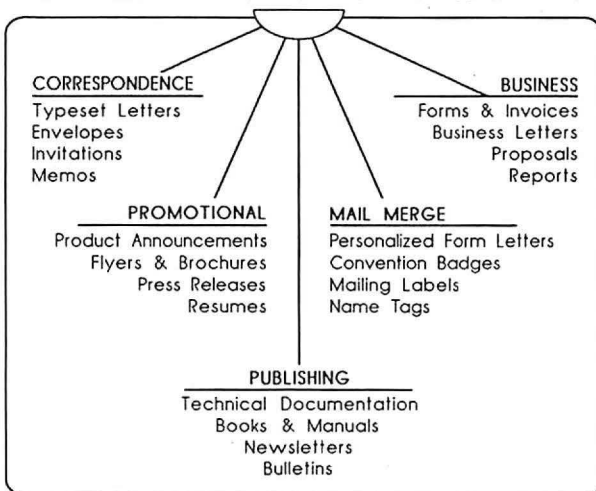 CORRESPONDENCE
Typeset Letters
Envelopes
Invitations
Memos
BUSINESS
Forms & Invoices
Business Letters
Proposals
Reports
PROMOTIONAL
Product Announcements
Flyers & Brochures
Press Releases
Resumes
MAIL MERGE
Personalized Form Letters
Convention Badges
Mailing Labels
Name Tags
PUBLISHING
Technical Documentation
Books & Manuals
Newsletters
Bulletins